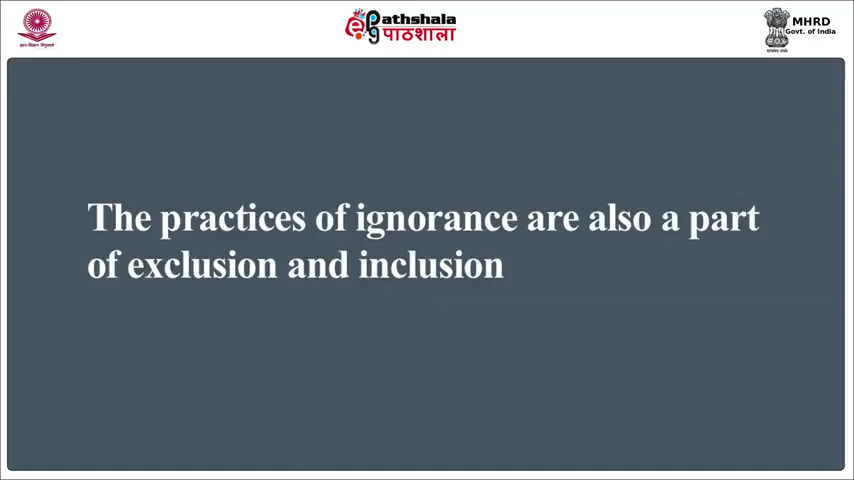 ePathshala
पाठशाला
MHRD
Govt. of India
The practices of ignorance are also a part
of exclusion and inclusion